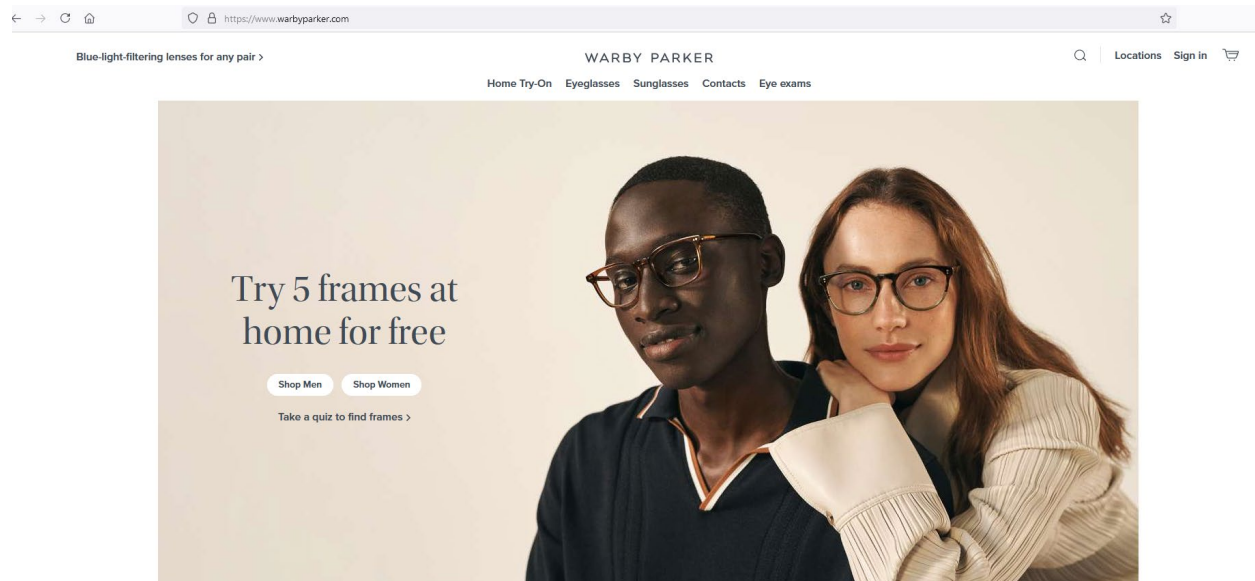 https://www.warbyparker.com
Blue-light-filtering lenses for any pair >
WARBY PARKER
Locations Sign in
Home Try-On Eyeglasses Sunglasses Contacts Eye exams
Try 5 frames at
home for free
Shop Men Shop Women
Take a quiz to find frames >